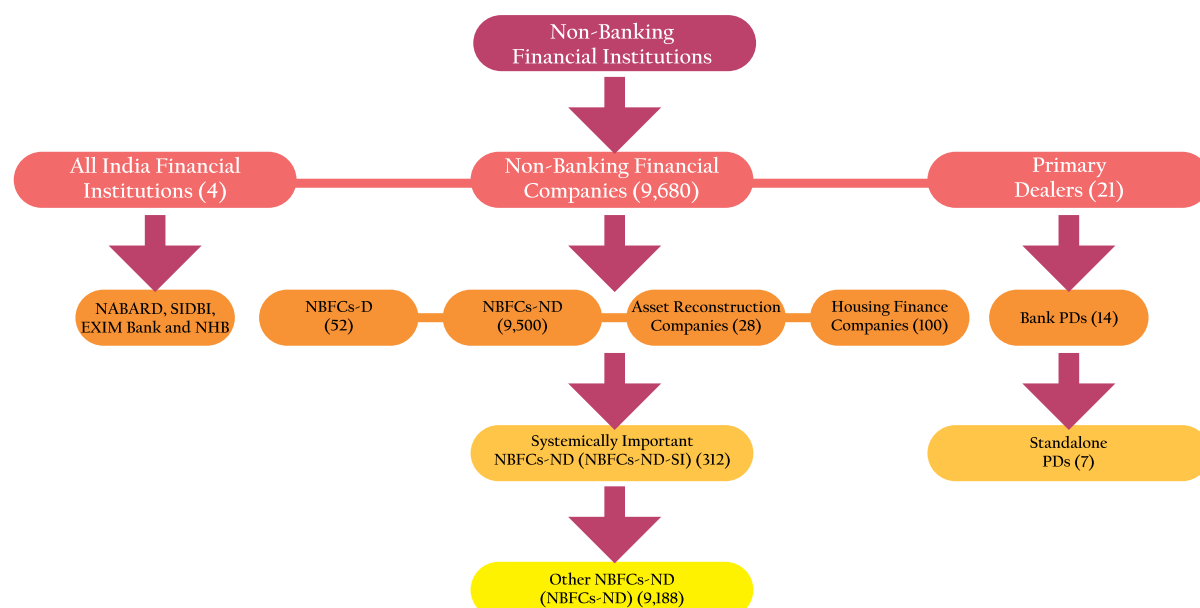 Non-Banking
Financial Institutions
All India Financial
Institutions (4)
Non-Banking Financial
Companies (9,680)
Primary
Dealers (21)
NABARD, SIDBI,
EXIM Bank and NHB
NBFCs-D
(52)
NBFCs-ND
(9,500)
Asset Reconstruction
Companies (28)
Housing Finance
Companies (100)
Bank PDs (14)
Systemically Important
NBFCs-ND (NBFCs-ND-SI) (312)
Standalone
PDs (7)
Other NBFCs-ND
(NBFCs-ND) (9,188)